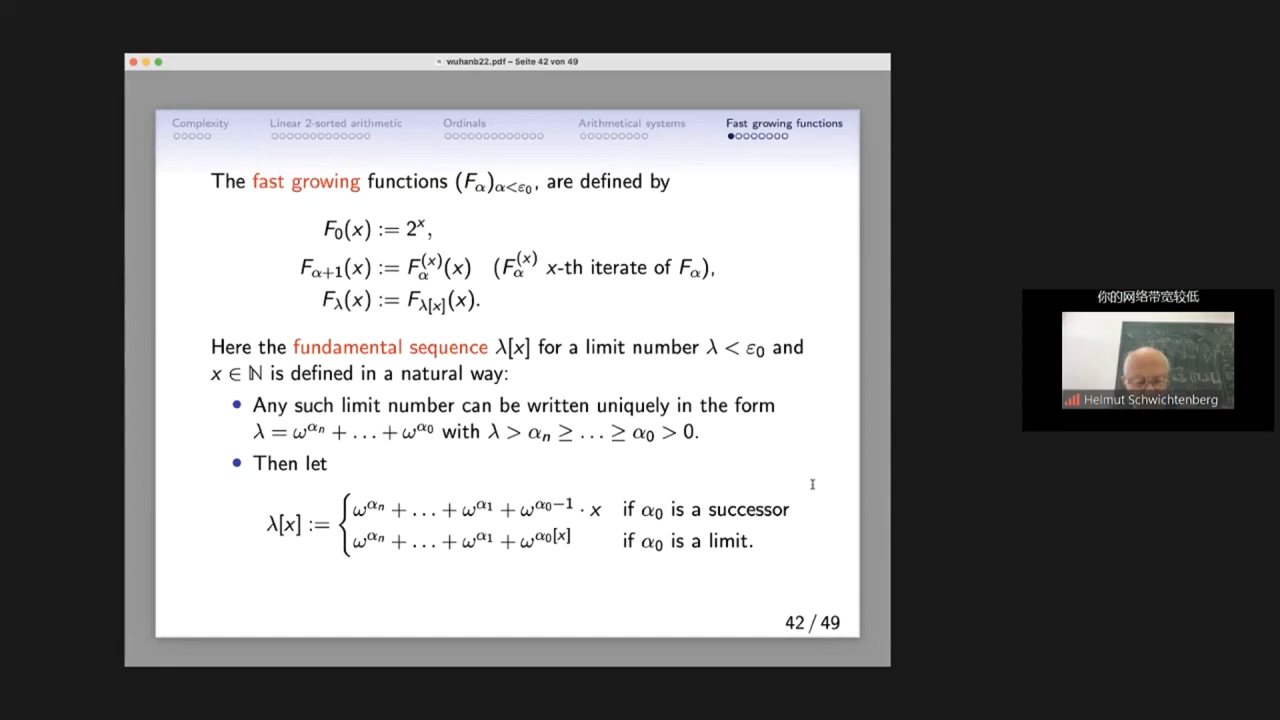 wuhanb22.pdf – Seite 42 von 49
Complexity Linear 2-sorted arithmetic Ordinals Arithmetical systems Fast growing functions
The fast growing functions (F_α)_{α<ε₀}, are defined by
F₀(x) := 2^x,
F_{α+1}(x) := F_α^{(x)}(x) (F_α^{(x)} x-th iterate of F_α),
F_λ(x) := F_{λ[x]}(x).
Here the fundamental sequence λ[x] for a limit number λ < ε₀ and
x ∈ ℕ is defined in a natural way:
• Any such limit number can be written uniquely in the form
λ = ω^{α_n} + … + ω^{α_0} with λ > α_n ≥ … ≥ α_0 > 0.
• Then let
λ[x] := { ω^{α_n} + … + ω^{α_1} + ω^{α_0−1} · x if α_0 is a successor
ω^{α_n} + … + ω^{α_1} + ω^{α_0[x]} if α_0 is a limit.
42 / 49
你的网络带宽较低
Helmut Schwichtenberg